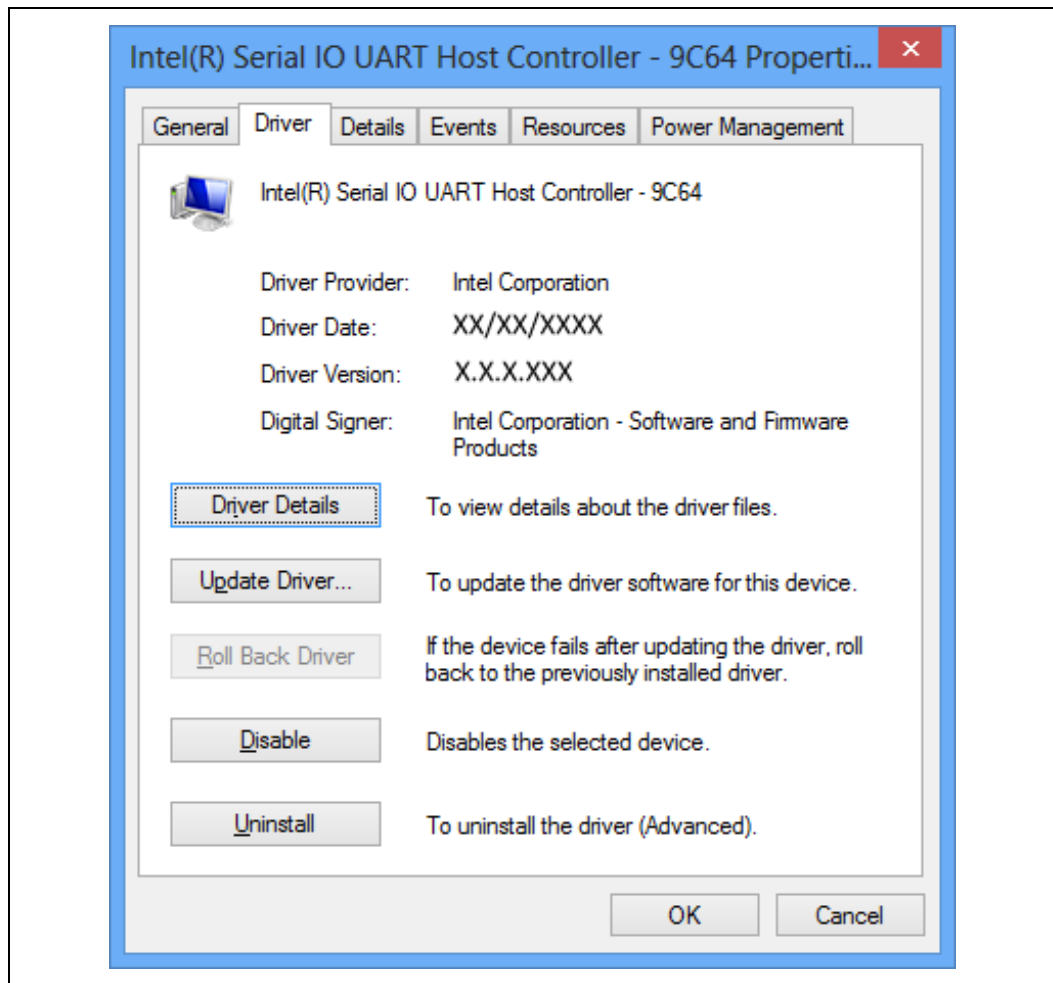 Intel(R) Serial IO UART Host Controller - 9C64 Properti...
General Driver Details Events Resources Power Management
Intel(R) Serial IO UART Host Controller - 9C64
Driver Provider: Intel Corporation
Driver Date: XX/XX/XXXX
Driver Version: X.X.X.XXX
Digital Signer: Intel Corporation - Software and Firmware
Products
Driver Details To view details about the driver files.
Update Driver... To update the driver software for this device.
Roll Back Driver If the device fails after updating the driver, roll
back to the previously installed driver.
Disable Disables the selected device.
Uninstall To uninstall the driver (Advanced).
OK Cancel